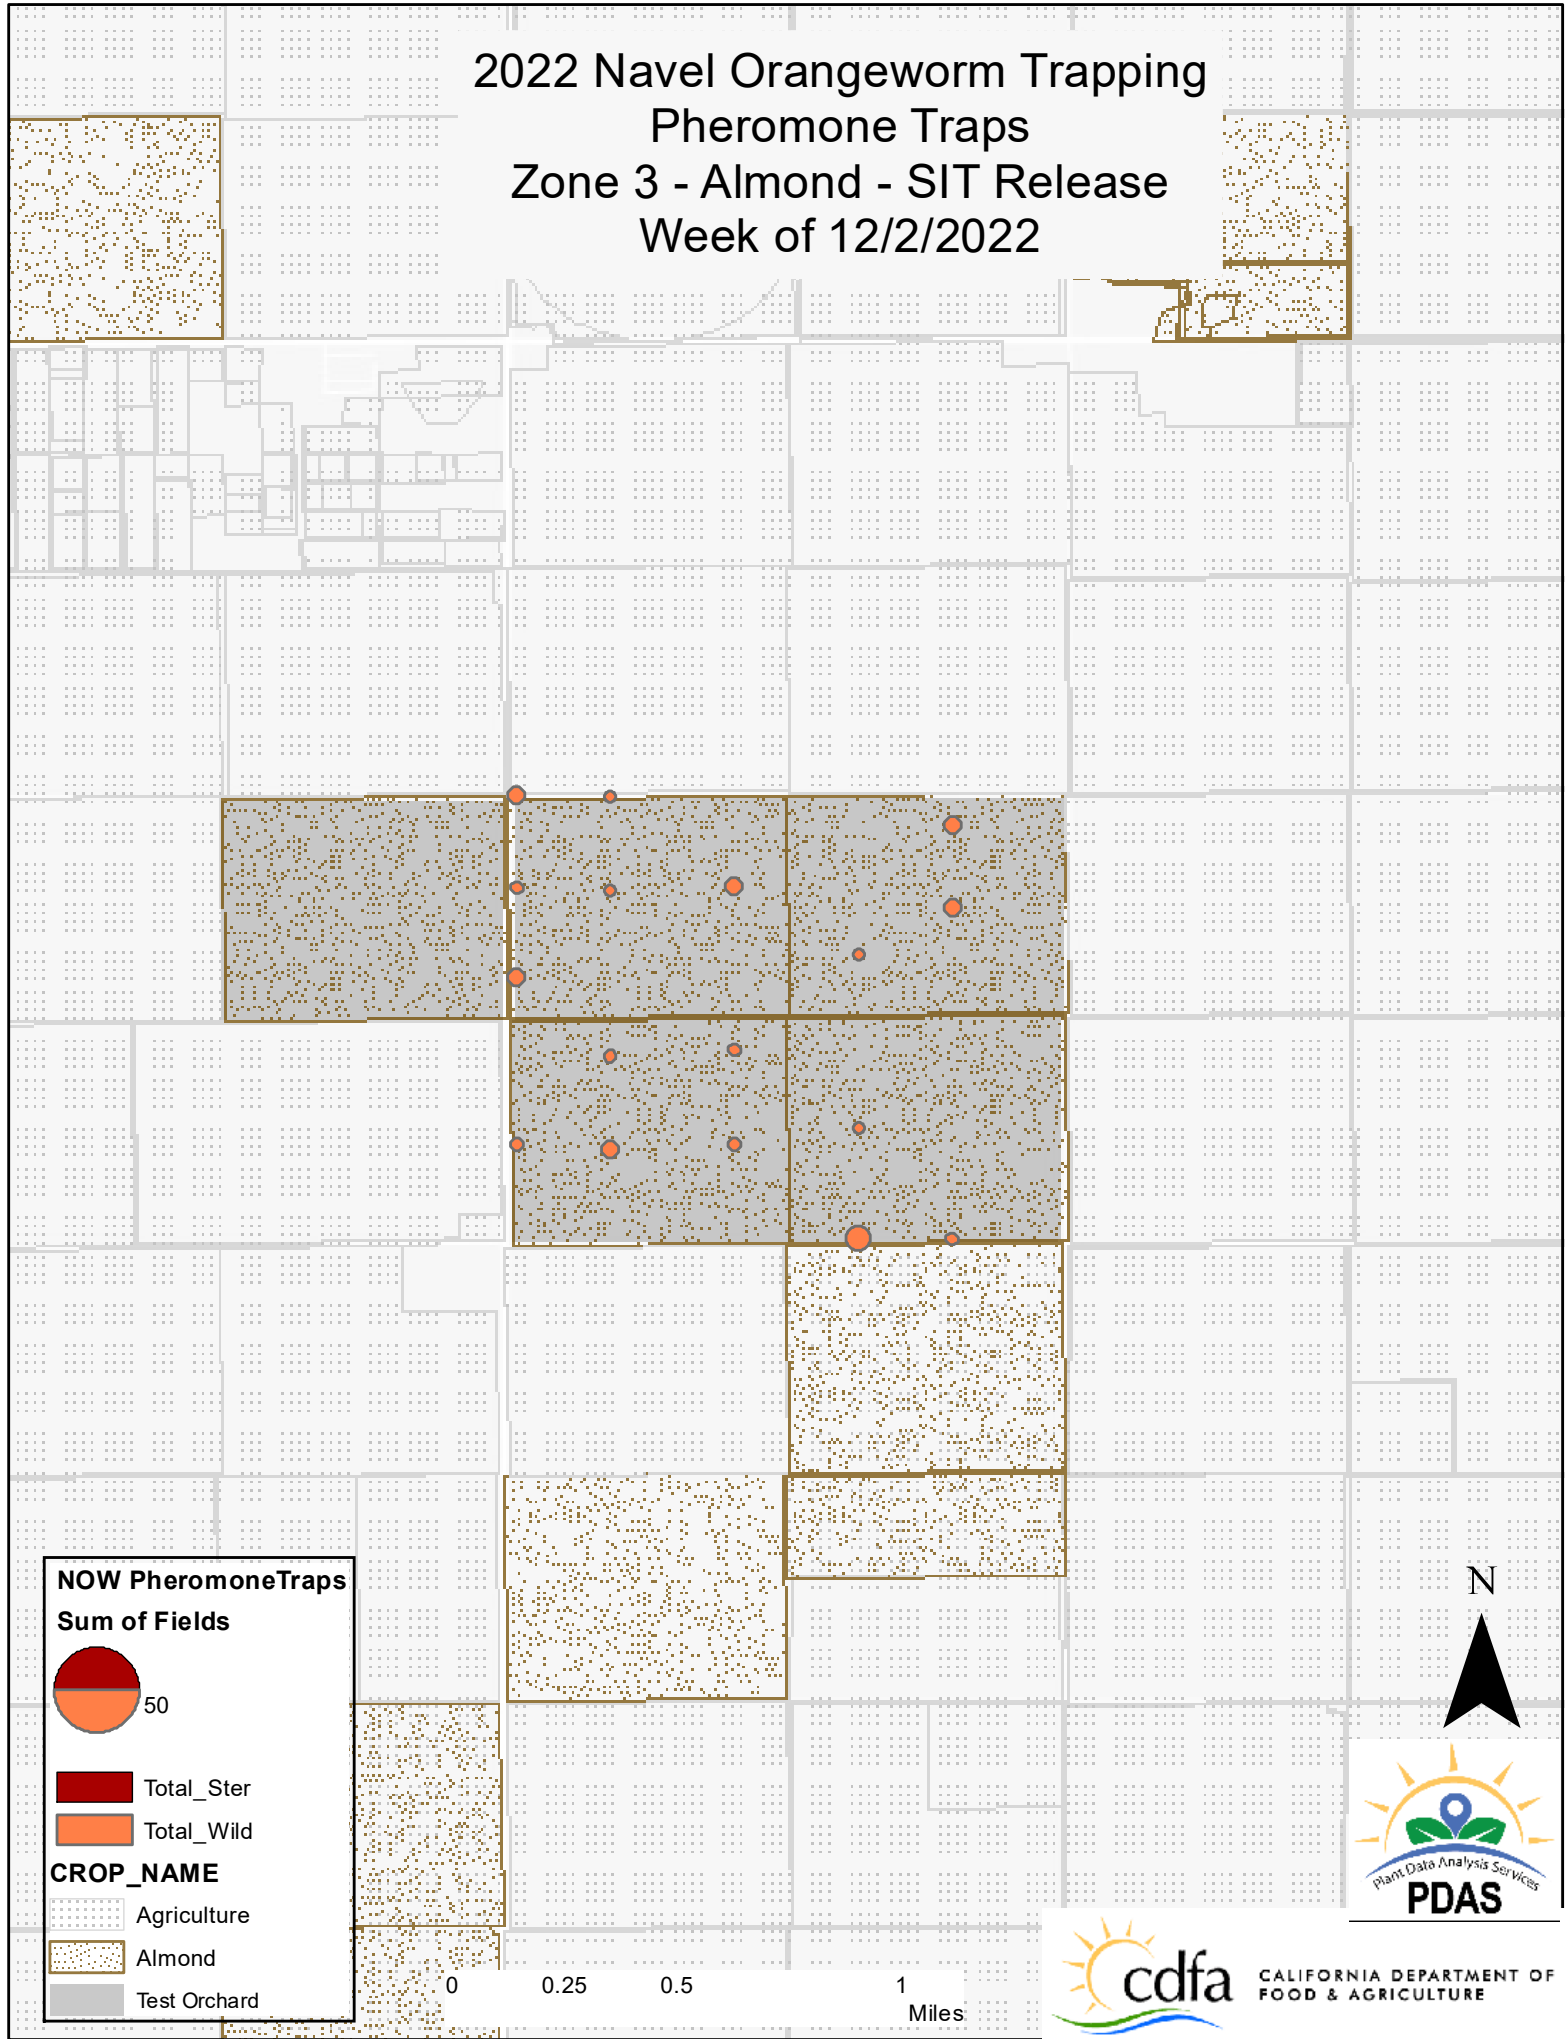 2022 Navel Orangeworm Trapping
Pheromone Traps
Zone 3 - Almond - SIT Release
Week of 12/2/2022
NOW PheromoneTraps
Sum of Fields
50
Total_Ster
Total_Wild
CROP_NAME
Agriculture
Almond
Test Orchard
0 0.25 0.5 1
Miles
N
Plant Data Analysis Services
PDAS
cdfa
CALIFORNIA DEPARTMENT OF
FOOD & AGRICULTURE